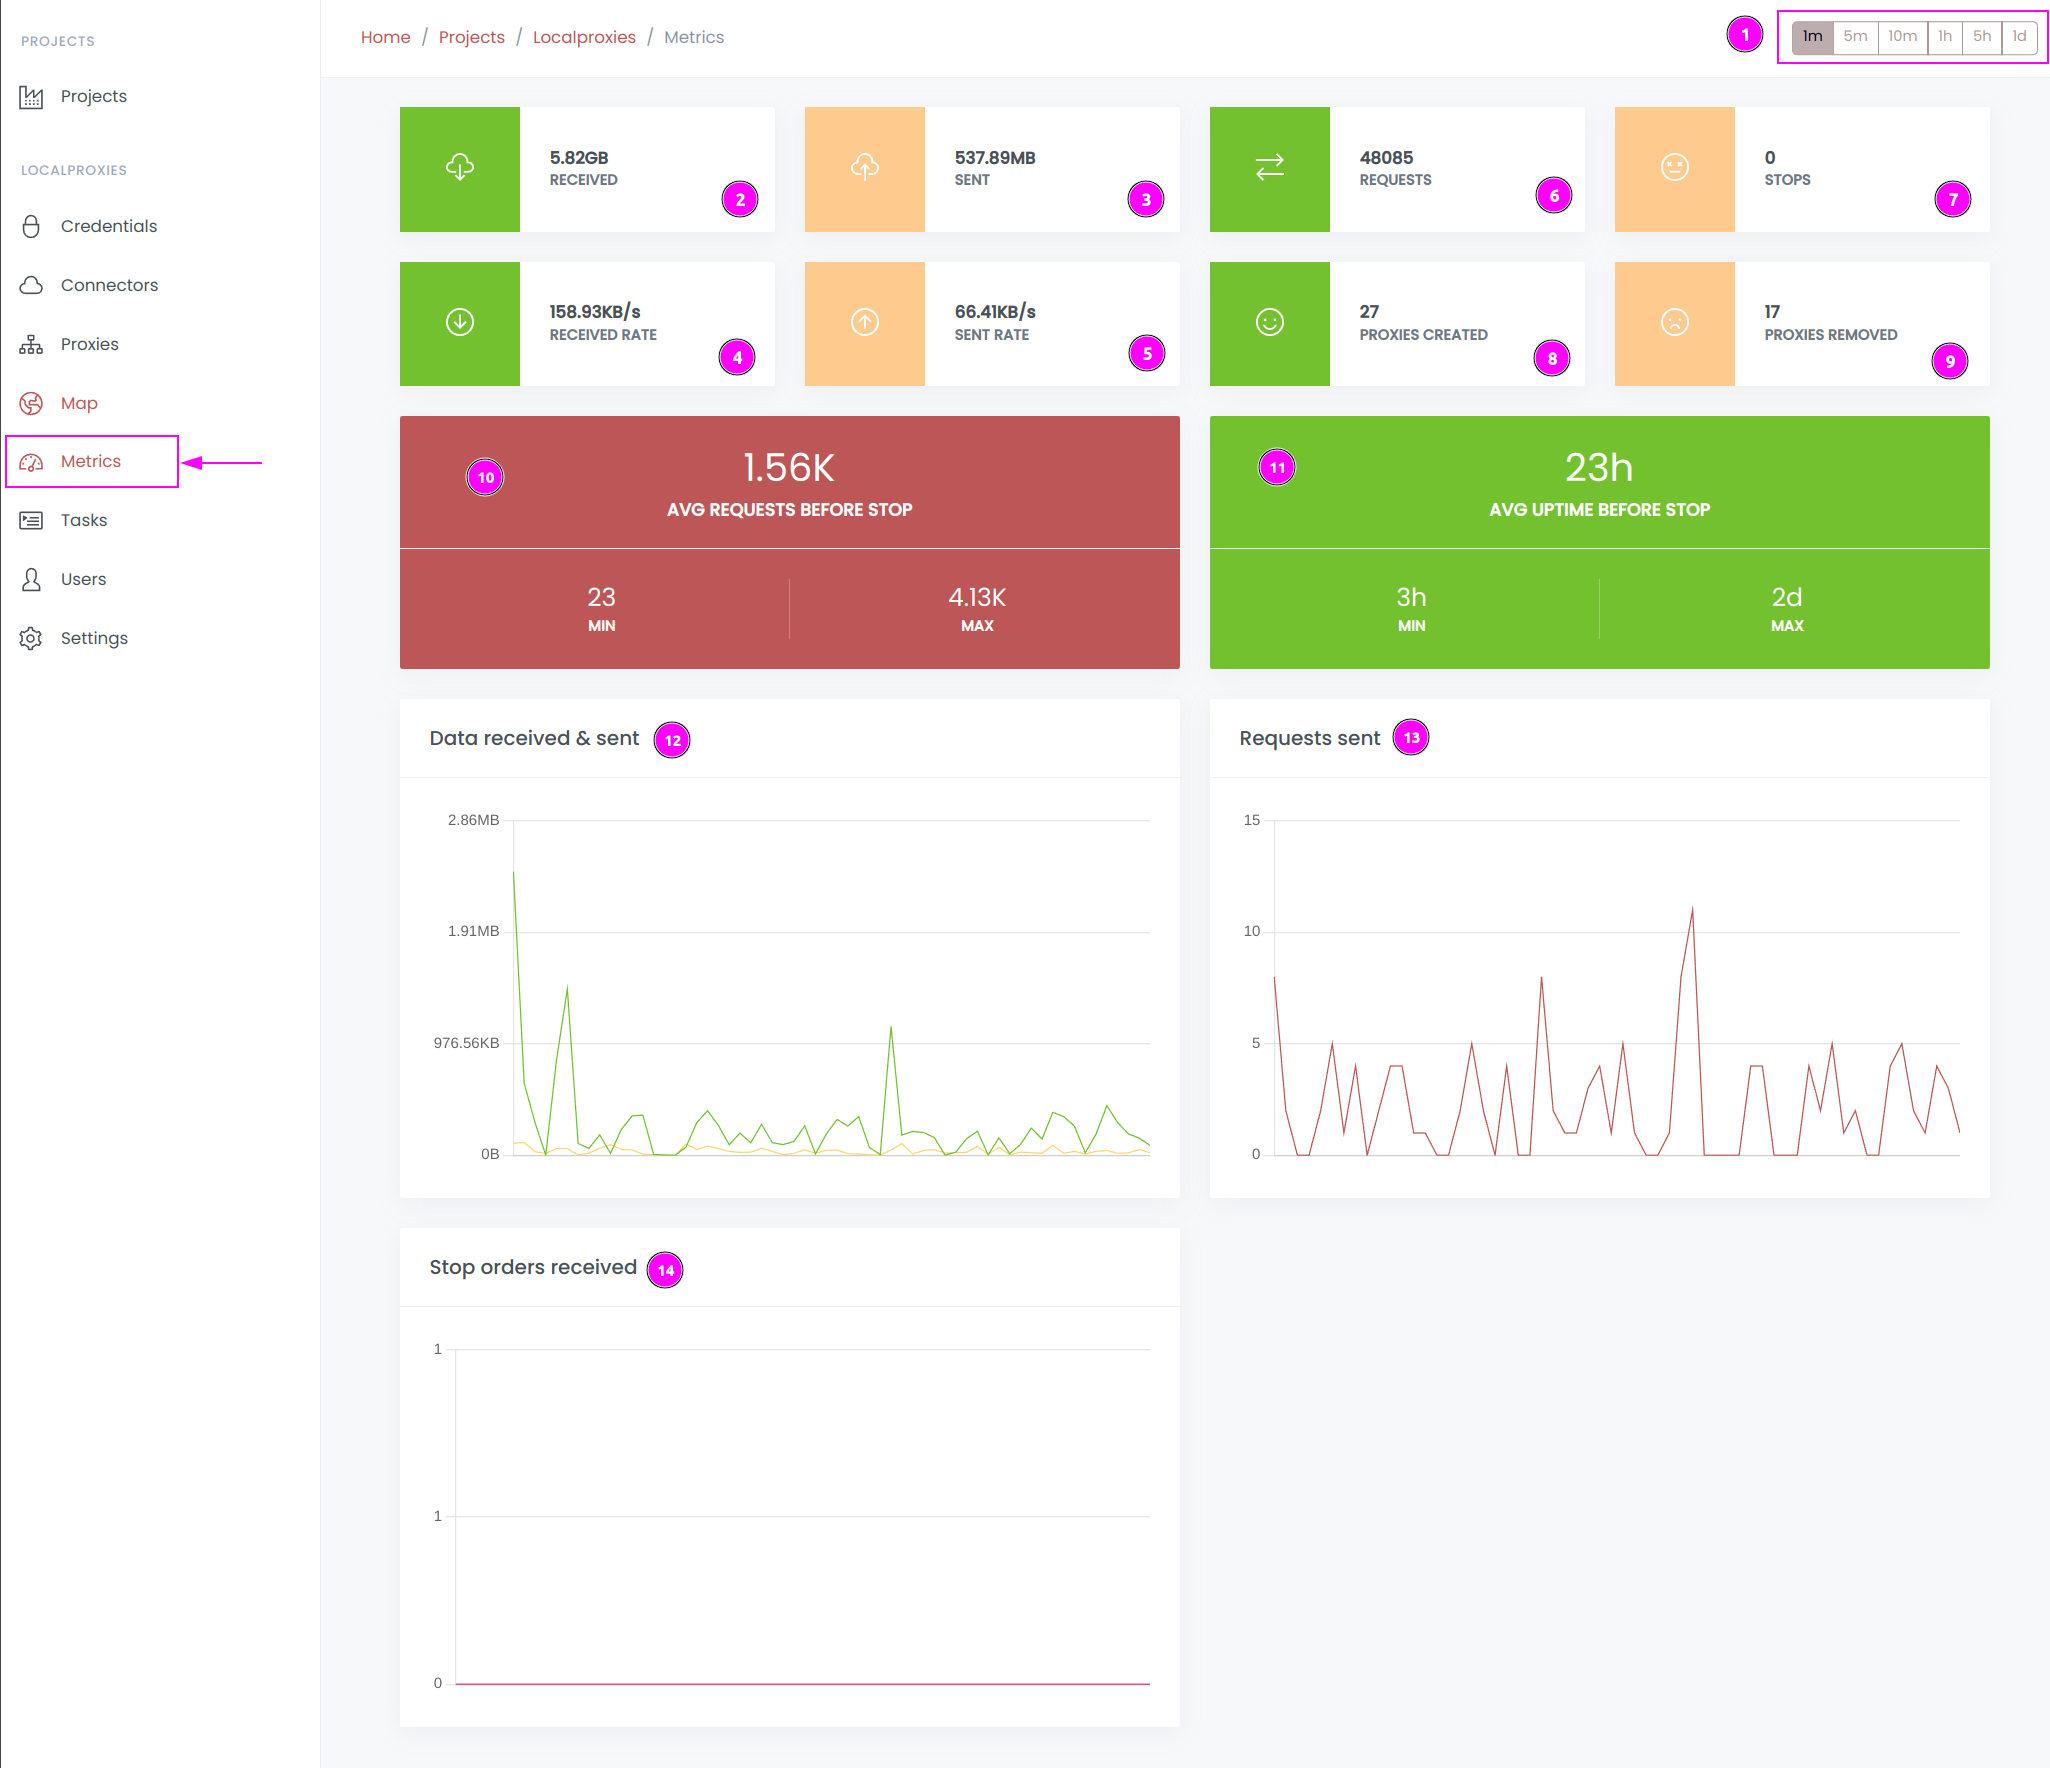 PROJECTS
Projects
LOCALPROXIES
Credentials
Connectors
Proxies
Map
Metrics
Tasks
Users
Settings
Home / Projects / Localproxies / Metrics
1
1m 5m 10m 1h 5h 1d
5.82GB
RECEIVED
2
537.89MB
SENT
3
48085
REQUESTS
6
0
STOPS
7
158.93KB/s
RECEIVED RATE
4
66.41KB/s
SENT RATE
5
27
PROXIES CREATED
8
17
PROXIES REMOVED
9
10
1.56K
AVG REQUESTS BEFORE STOP
23
MIN
4.13K
MAX
11
23h
AVG UPTIME BEFORE STOP
3h
MIN
2d
MAX
Data received & sent 12
2.86MB
1.91MB
976.56KB
0B
Requests sent 13
15
10
5
0
Stop orders received 14
1
1
0